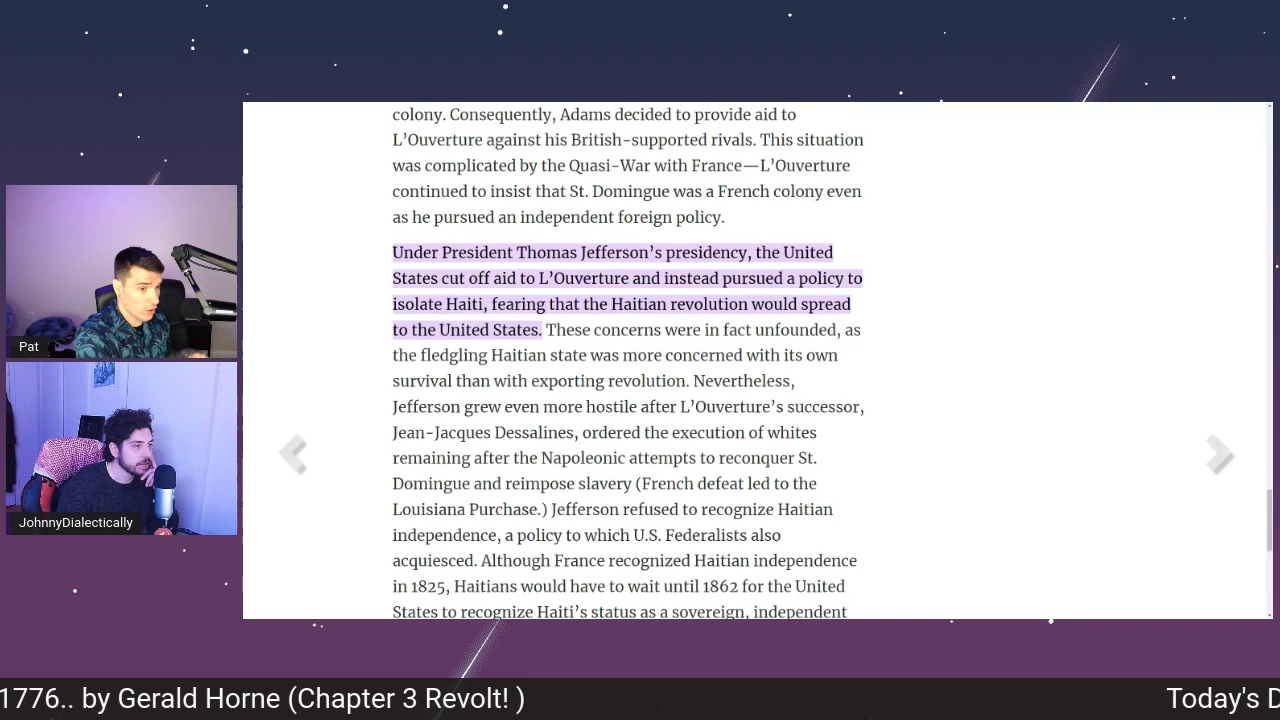 colony. Consequently, Adams decided to provide aid to
L’Ouverture against his British-supported rivals. This situation
was complicated by the Quasi-War with France—L’Ouverture
continued to insist that St. Domingue was a French colony even
as he pursued an independent foreign policy.
Under President Thomas Jefferson’s presidency, the United
States cut off aid to L’Ouverture and instead pursued a policy to
isolate Haiti, fearing that the Haitian revolution would spread
to the United States. These concerns were in fact unfounded, as
the fledgling Haitian state was more concerned with its own
survival than with exporting revolution. Nevertheless,
Jefferson grew even more hostile after L’Ouverture’s successor,
Jean-Jacques Dessalines, ordered the execution of whites
remaining after the Napoleonic attempts to reconquer St.
Domingue and reimpose slavery (French defeat led to the
Louisiana Purchase.) Jefferson refused to recognize Haitian
independence, a policy to which U.S. Federalists also
acquiesced. Although France recognized Haitian independence
in 1825, Haitians would have to wait until 1862 for the United
States to recognize Haiti’s status as a sovereign, independent
Pat
JohnnyDialectically
1776.. by Gerald Horne (Chapter 3 Revolt! )
Today's D